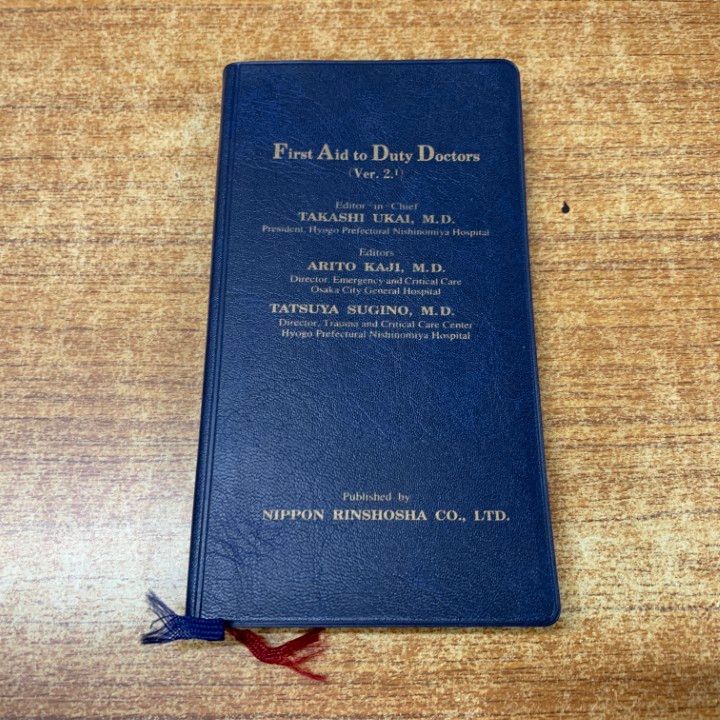 First Aid to Duty Doctors
(Ver. 2.¹)
Editor in Chief
TAKASHI UKAI, M.D.
President, Hyogo Prefectural Nishinomiya Hospital
Editors
ARITO KAJI, M.D.
Director, Emergency and Critical Care
Osaka City General Hospital
TATSUYA SUGINO, M.D.
Director, Trauma and Critical Care Center
Hyogo Prefectural Nishinomiya Hospital
Published by
NIPPON RINSHOSHA CO., LTD.